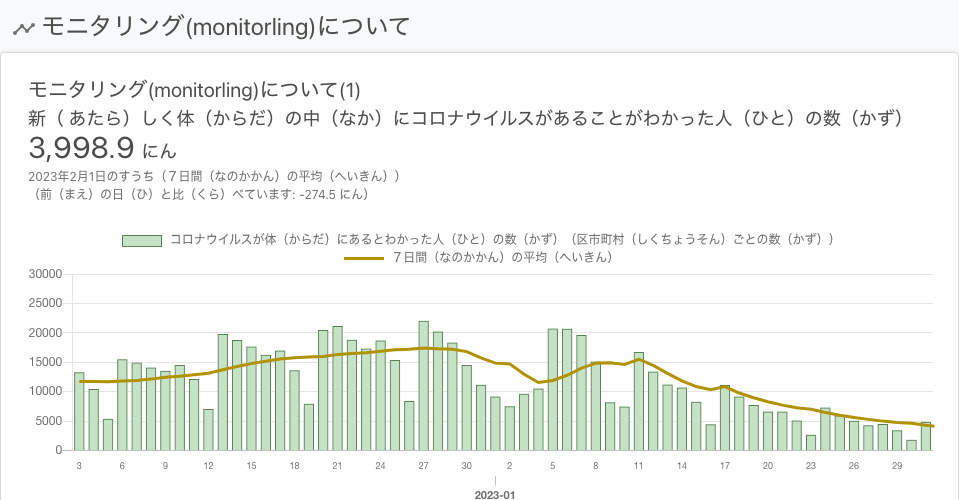 モニタリング(monitorling)について
モニタリング(monitorling)について(1)
新（ あたら）しく体（からだ）の中（なか）にコロナウイルスがあることがわかった人（ひと）の数（かず）
3,998.9 にん
2023年2月1日のすうち（７日間（なのかかん）の平均（へいきん））
（前（まえ）の日（ひ）と比（くら）べています: -274.5 にん）
コロナウイルスが体（からだ）にあるとわかった人（ひと）の数（かず）（区市町村（しくちょうそん）ごとの数（かず））
７日間（なのかかん）の平均（へいきん）
30000
25000
20000
15000
10000
5000
0
3 6 9 12 15 18 21 24 27 30 2 5 8 11 14 17 20 23 26 29
2023-01